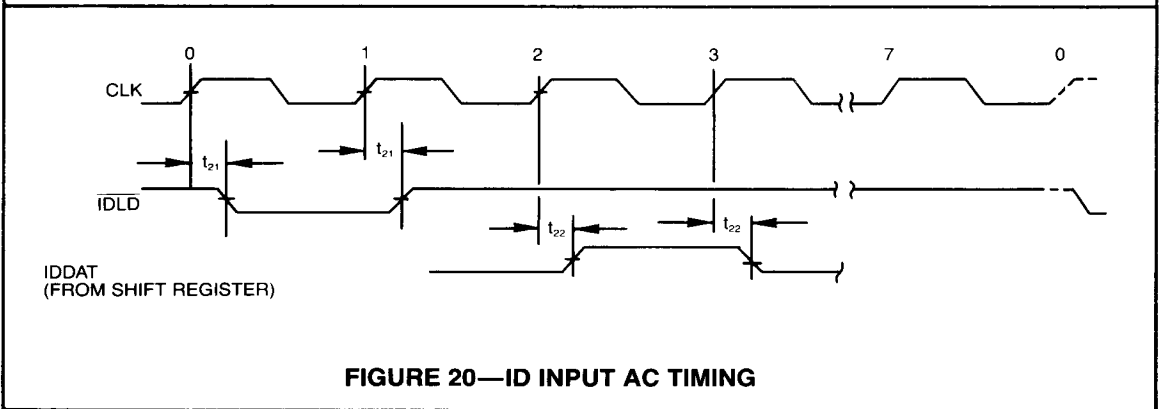 0 1 2 3 7 0
CLK
t21 t21
IDLD
t22 t22
IDDAT
(FROM SHIFT REGISTER)
FIGURE 20—ID INPUT AC TIMING